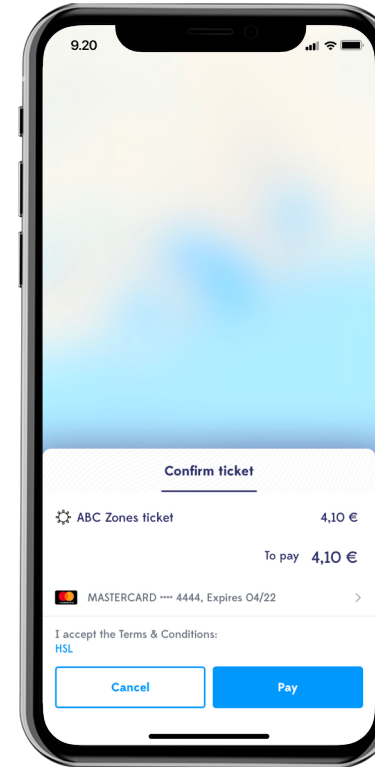 9.20
Confirm ticket
ABC Zones ticket 4,10 €
To pay 4,10 €
MASTERCARD •••• 4444, Expires 04/22
I accept the Terms & Conditions:
HSL
Cancel Pay